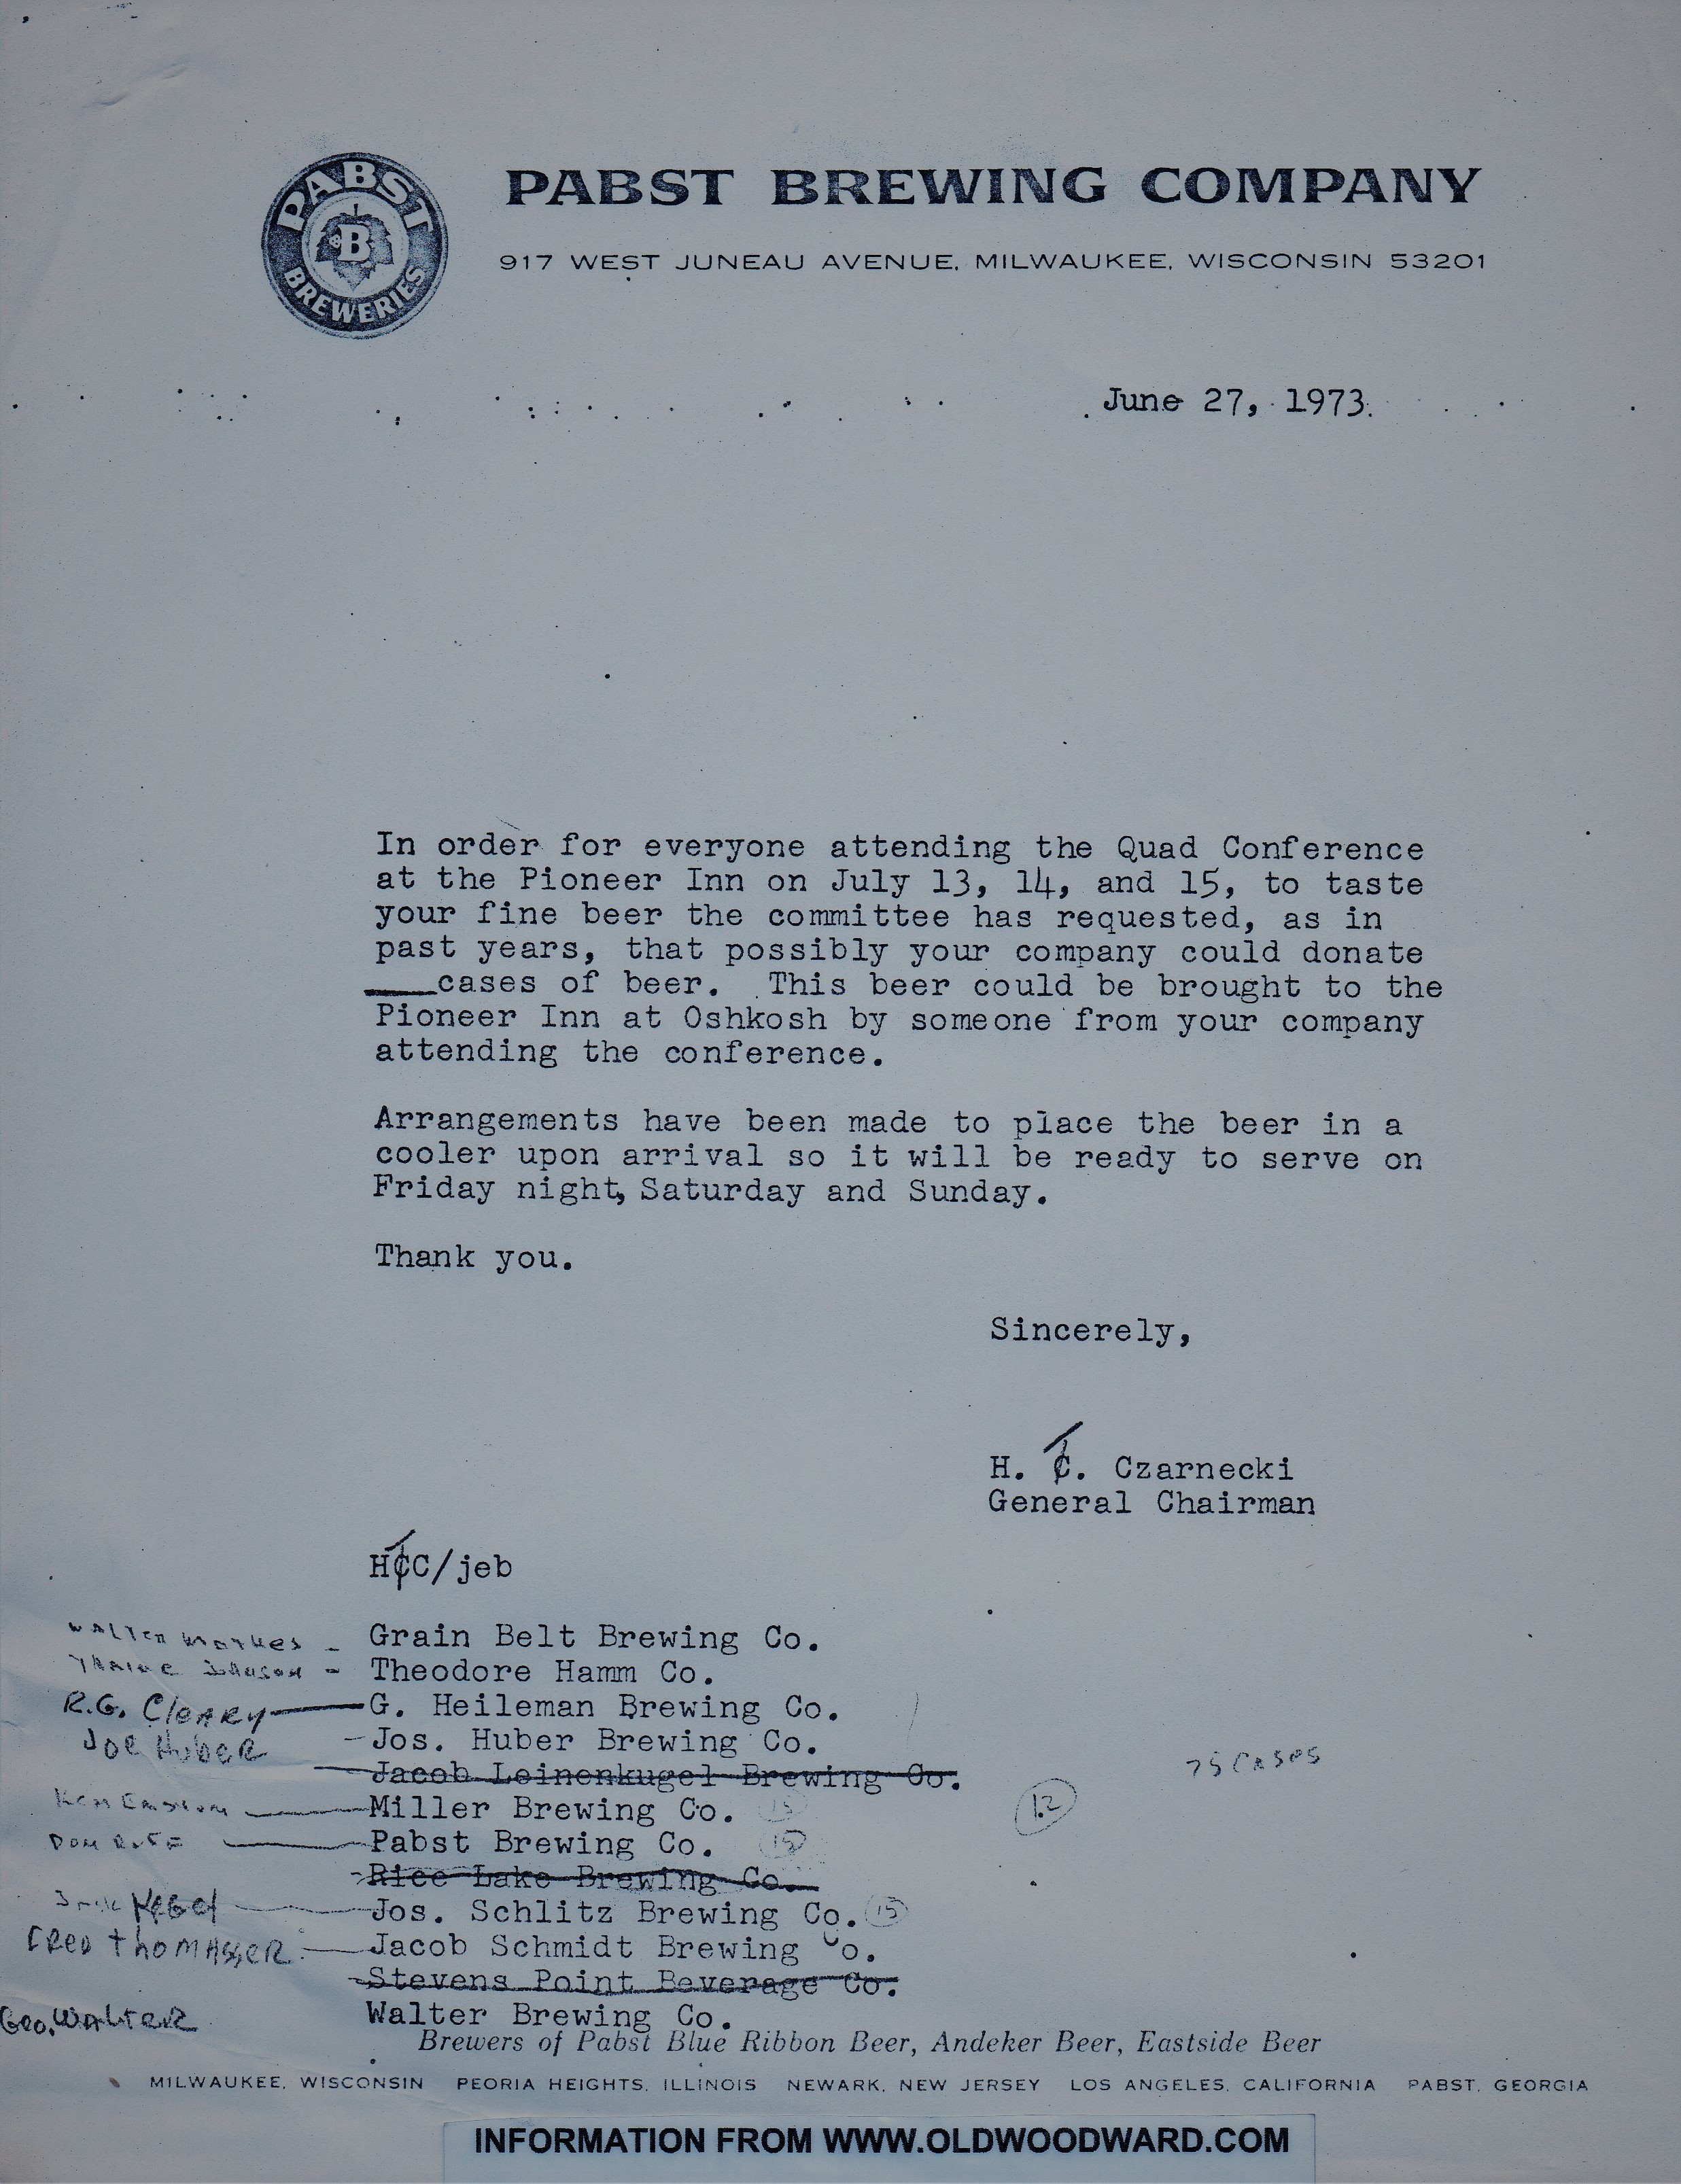 PABST BREWERIES
B
PABST BREWING COMPANY
917 WEST JUNEAU AVENUE, MILWAUKEE, WISCONSIN 53201
June 27, 1973
In order for everyone attending the Quad Conference
at the Pioneer Inn on July 13, 14, and 15, to taste
your fine beer the committee has requested, as in
past years, that possibly your company could donate
___cases of beer. This beer could be brought to the
Pioneer Inn at Oshkosh by someone from your company
attending the conference.
Arrangements have been made to place the beer in a
cooler upon arrival so it will be ready to serve on
Friday night, Saturday and Sunday.
Thank you.
Sincerely,
H. C. Czarnecki
General Chairman
HCC/jeb
WALTER - Grain Belt Brewing Co.
- Theodore Hamm Co.
R.G. CleARy — G. Heileman Brewing Co.
Joe HubeR - Jos. Huber Brewing Co.
Jacob Leinenkugel Brewing Co.
75 CASES
Miller Brewing Co. 15
12
Pabst Brewing Co. 15
Rice Lake Brewing Co.
Jos. Schlitz Brewing Co. 15
FReD thomAsseR — Jacob Schmidt Brewing Co.
Stevens Point Beverage Co.
Geo. WAlteR Walter Brewing Co.
Brewers of Pabst Blue Ribbon Beer, Andeker Beer, Eastside Beer
MILWAUKEE, WISCONSIN PEORIA HEIGHTS, ILLINOIS NEWARK, NEW JERSEY LOS ANGELES, CALIFORNIA PABST, GEORGIA
INFORMATION FROM WWW.OLDWOODWARD.COM